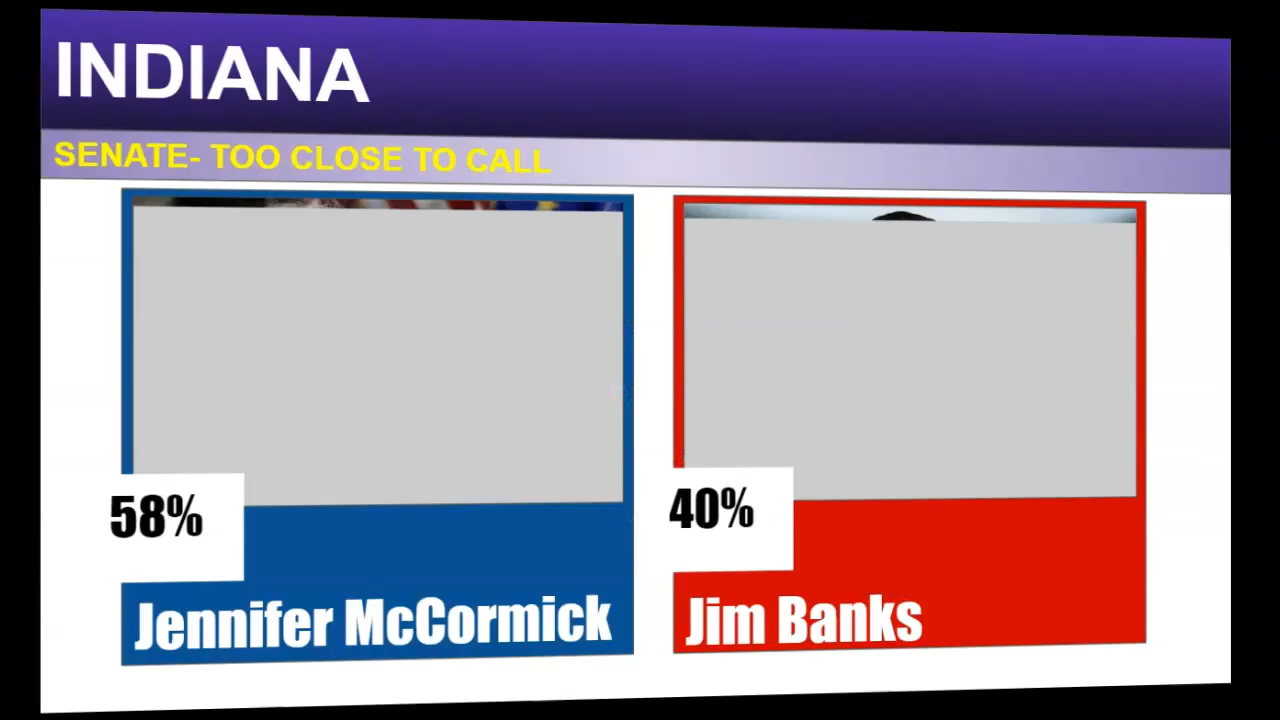 INDIANA
SENATE- TOO CLOSE TO CALL
58%
40%
Jennifer McCormick
Jim Banks